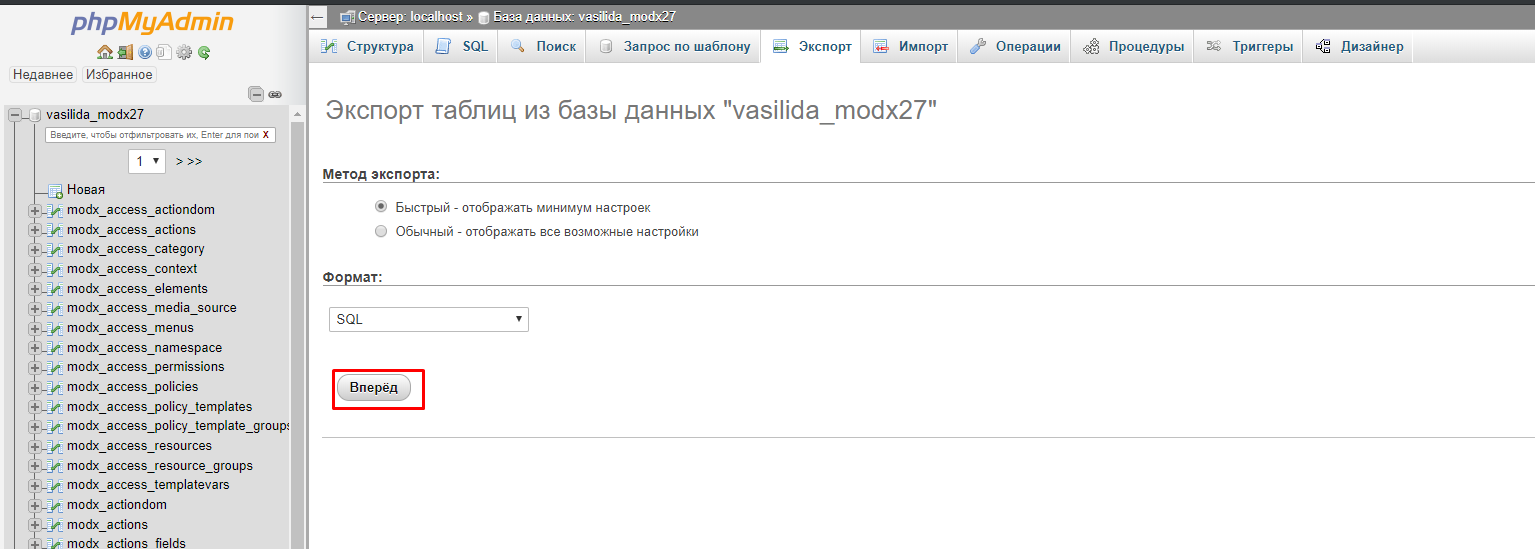 phpMyAdmin
Недавнее Избранное
vasilida_modx27
Введите, чтобы отфильтровать их, Enter для пои X
1 > >>
Новая
modx_access_actiondom
modx_access_actions
modx_access_category
modx_access_context
modx_access_elements
modx_access_media_source
modx_access_menus
modx_access_namespace
modx_access_permissions
modx_access_policies
modx_access_policy_templates
modx_access_policy_template_groups
modx_access_resources
modx_access_resource_groups
modx_access_templatevars
modx_actiondom
modx_actions
modx_actions_fields
← Сервер: localhost » База данных: vasilida_modx27
Структура SQL Поиск Запрос по шаблону Экспорт Импорт Операции Процедуры Триггеры Дизайнер
Экспорт таблиц из базы данных "vasilida_modx27"
Метод экспорта:
Быстрый - отображать минимум настроек
Обычный - отображать все возможные настройки
Формат:
SQL
Вперёд